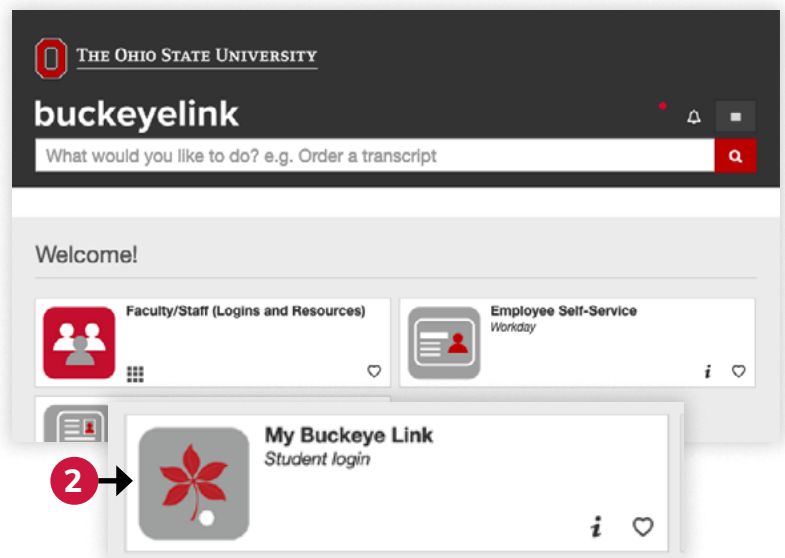 THE OHIO STATE UNIVERSITY
buckeyelink
What would you like to do? e.g. Order a transcript
Welcome!
Faculty/Staff (Logins and Resources)
Employee Self-Service
Workday
i
My Buckeye Link
Student login
2
i